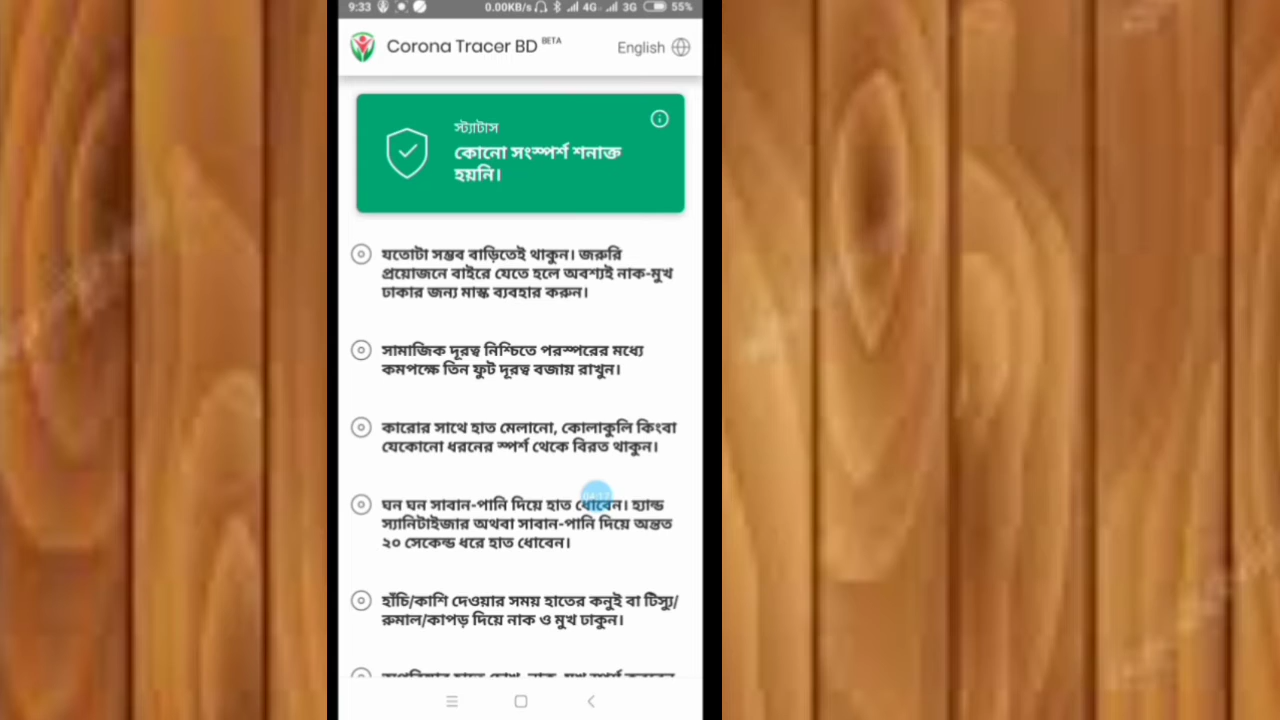 9:33 0.00KB/s 4G 3G 55%
Corona Tracer BD BETA English
স্ট্যাটাস
কোনো সংস্পর্শ শনাক্ত
হয়নি।
যতোটা সম্ভব বাড়িতেই থাকুন। জরুরি
প্রয়োজনে বাইরে যেতে হলে অবশ্যই নাক-মুখ
ঢাকার জন্য মাস্ক ব্যবহার করুন।
সামাজিক দূরত্ব নিশ্চিতে পরস্পরের মধ্যে
কমপক্ষে তিন ফুট দূরত্ব বজায় রাখুন।
কারোর সাথে হাত মেলানো, কোলাকুলি কিংবা
যেকোনো ধরনের স্পর্শ থেকে বিরত থাকুন।
ঘন ঘন সাবান-পানি দিয়ে হাত ধোবেন। হ্যান্ড
স্যানিটাইজার অথবা সাবান-পানি দিয়ে অন্তত
২০ সেকেন্ড ধরে হাত ধোবেন।
হাঁচি/কাশি দেওয়ার সময় হাতের কনুই বা টিস্যু/
রুমাল/কাপড় দিয়ে নাক ও মুখ ঢাকুন।